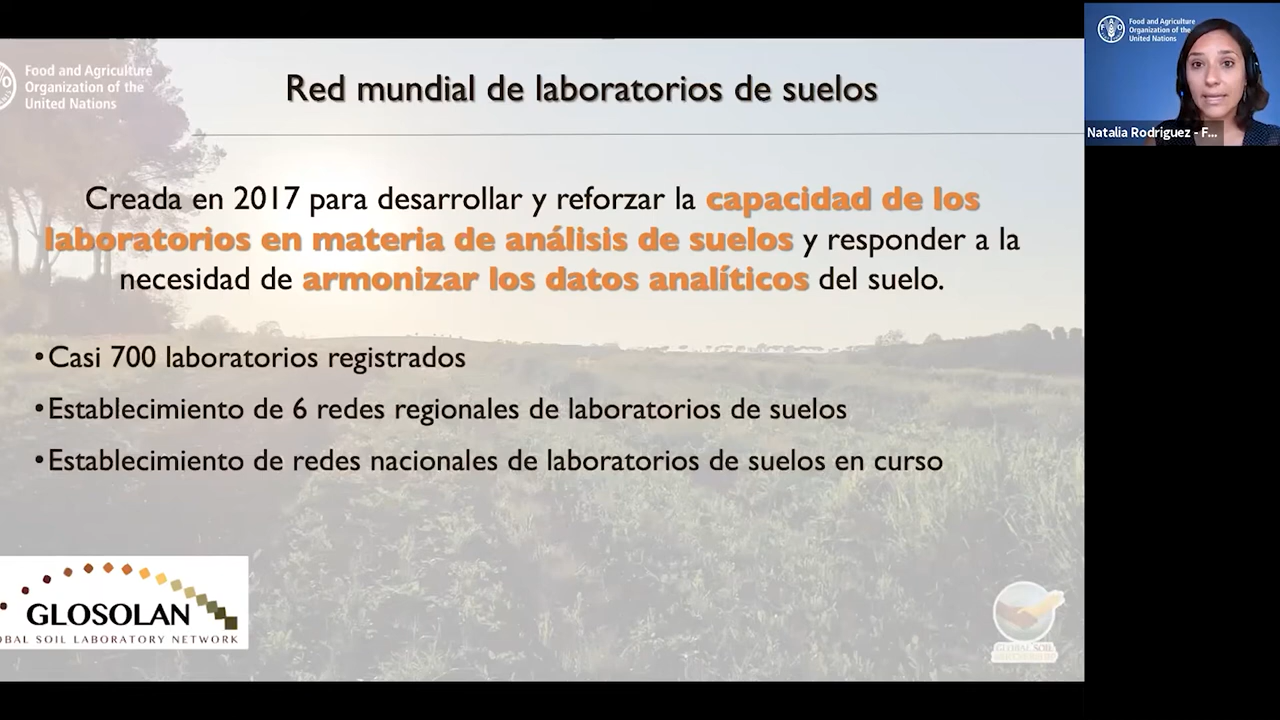 Food and Agriculture
Organization of the
United Nations
Red mundial de laboratorios de suelos
Creada en 2017 para desarrollar y reforzar la capacidad de los
laboratorios en materia de análisis de suelos y responder a la
necesidad de armonizar los datos analíticos del suelo.
•Casi 700 laboratorios registrados
•Establecimiento de 6 redes regionales de laboratorios de suelos
•Establecimiento de redes nacionales de laboratorios de suelos en curso
GLOSOLAN
OBAL SOIL LABORATORY NETWORK
GLOBAL SOIL
Food and Agriculture
Organization of the
United Nations
Natalia Rodriguez - F...